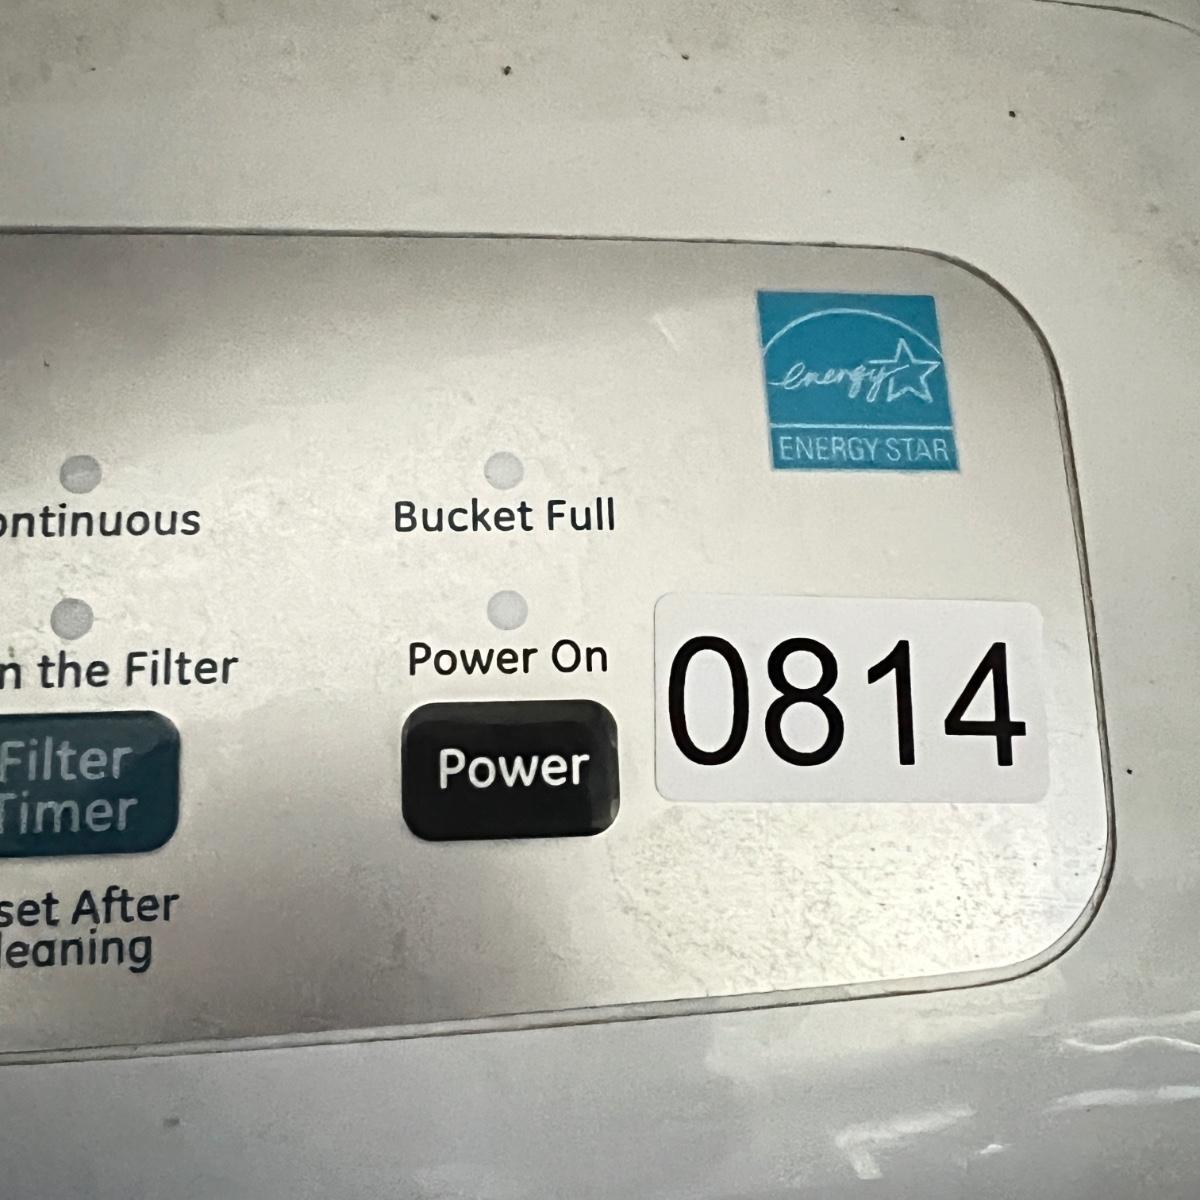 energy
ENERGY STAR
ontinuous
Bucket Full
n the Filter
Power On
0814
Filter
Timer
Power
set After
leaning